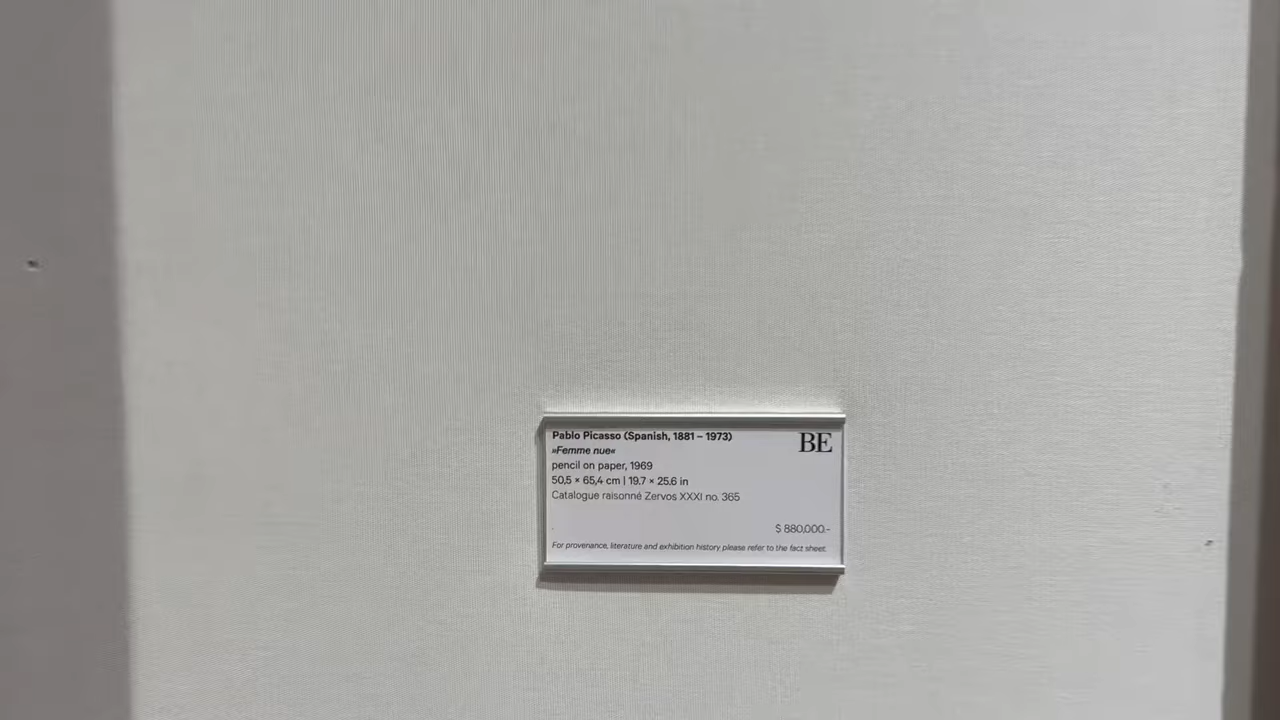 Pablo Picasso (Spanish, 1881 – 1973)
BE
»Femme nue«
pencil on paper, 1969
50,5 × 65,4 cm | 19.7 × 25.6 in
Catalogue raisonné Zervos XXXI no. 365
$ 880,000.-
For provenance, literature and exhibition history please refer to the fact sheet.